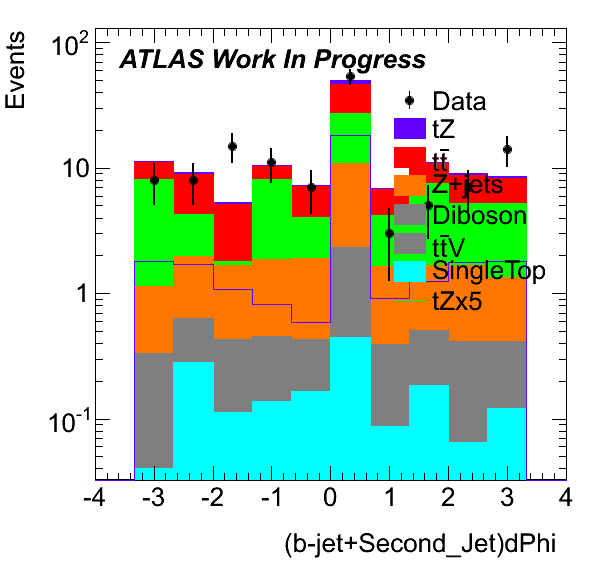 Events
10²
10
1
10⁻¹
ATLAS Work In Progress
Data
tZ
tt̄
Z+jets
Diboson
tt̄V
SingleTop
tZx5
-4 -3 -2 -1 0 1 2 3 4
(b-jet+Second_Jet)dPhi